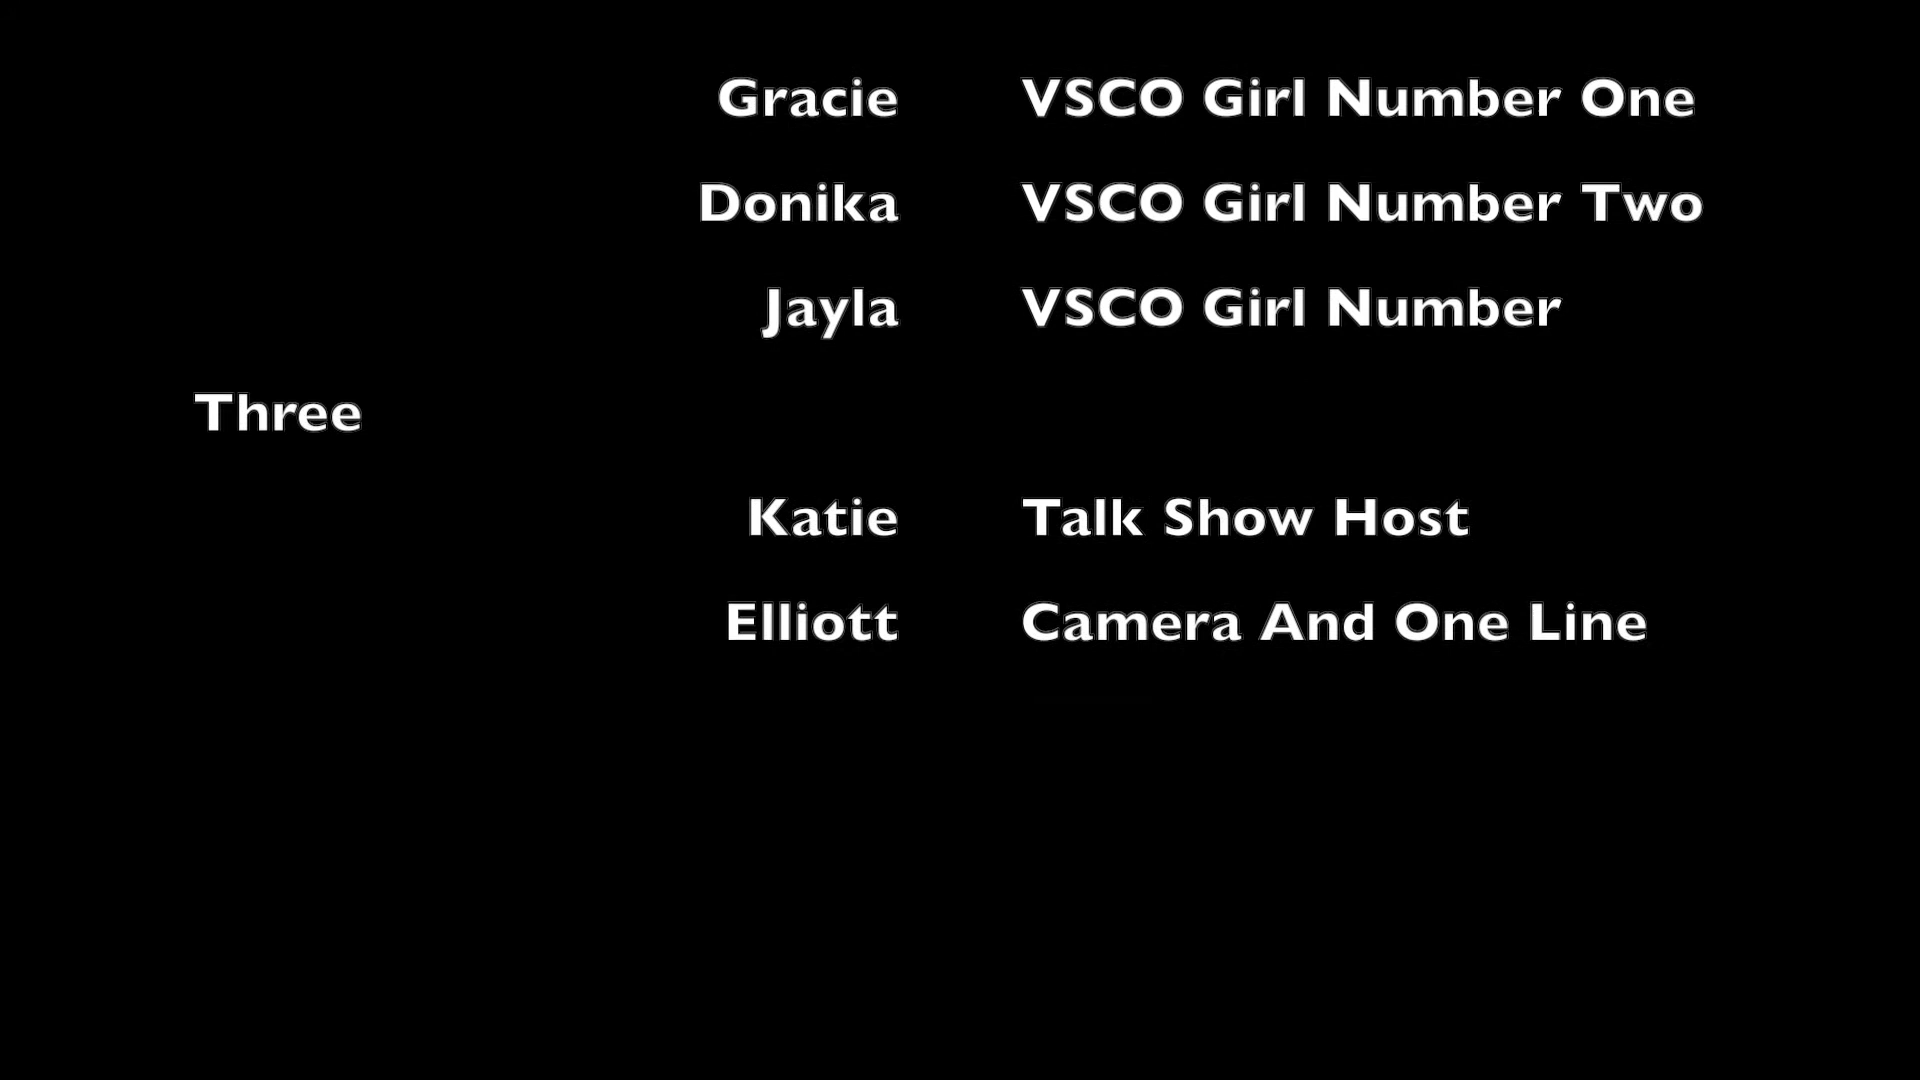 Gracie VSCO Girl Number One
Donika VSCO Girl Number Two
Jayla VSCO Girl Number
Three
Katie Talk Show Host
Elliott Camera And One Line